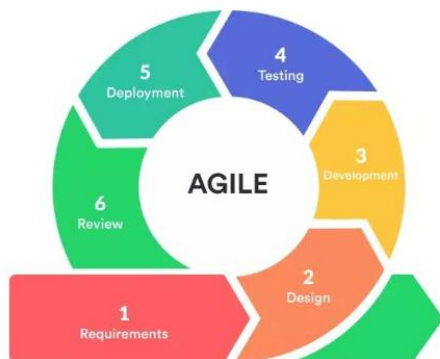 AGILE
1
Requirements
2
Design
3
Development
4
Testing
5
Deployment
6
Review